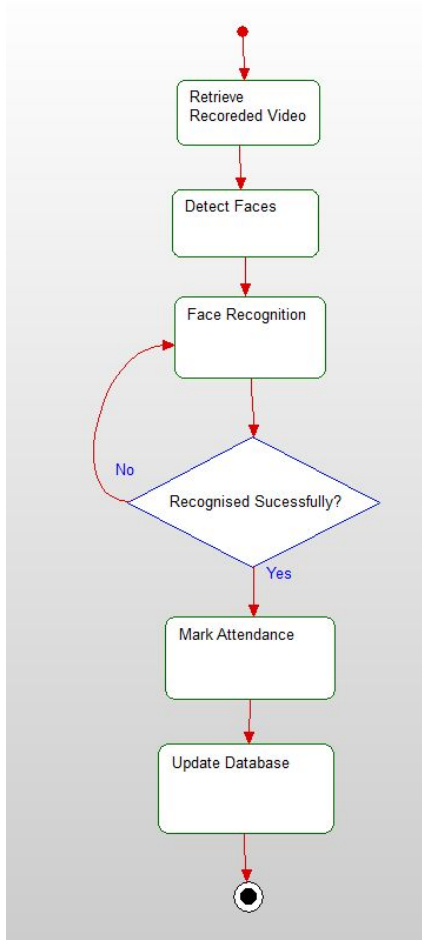 Retrieve
Recoreded Video
Detect Faces
Face Recognition
No
Recognised Sucessfully?
Yes
Mark Attendance
Update Database